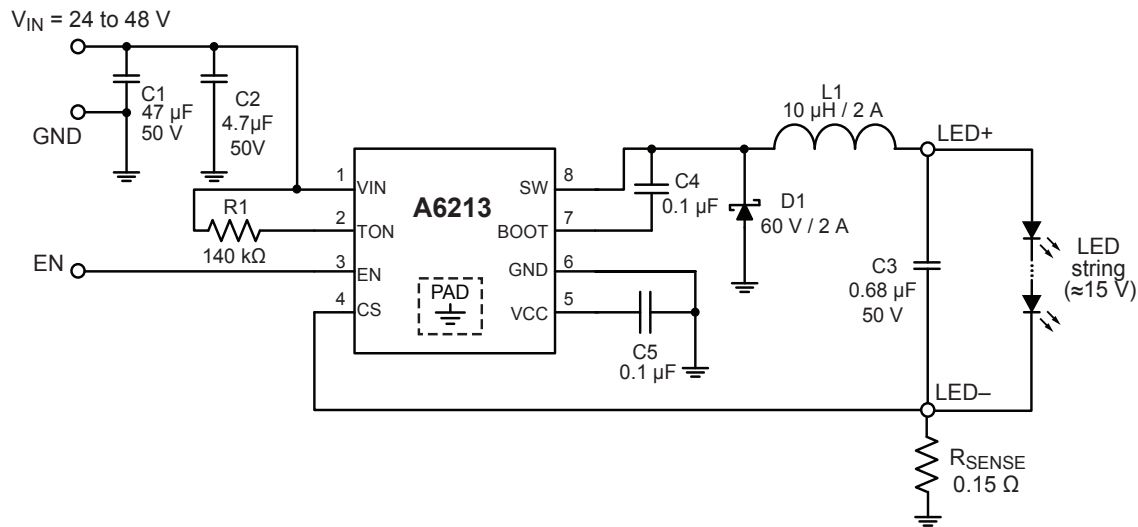 VIN = 24 to 48 V
GND
C1
47 µF
50 V
C2
4.7µF
50V
R1
140 kΩ
EN
1
VIN
2
TON
3
EN
4
CS
A6213
PAD
SW
8
BOOT
7
GND
6
VCC
5
C4
0.1 µF
C5
0.1 µF
D1
60 V / 2 A
L1
10 µH / 2 A
LED+
C3
0.68 µF
50 V
LED
string
(≈15 V)
LED–
RSENSE
0.15 Ω